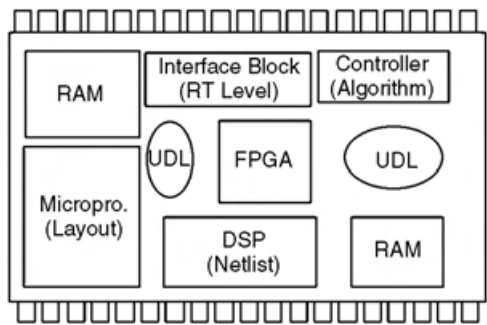 RAM
Interface Block
(RT Level)
Controller
(Algorithm)
UDL
FPGA
UDL
Micropro.
(Layout)
DSP
(Netlist)
RAM